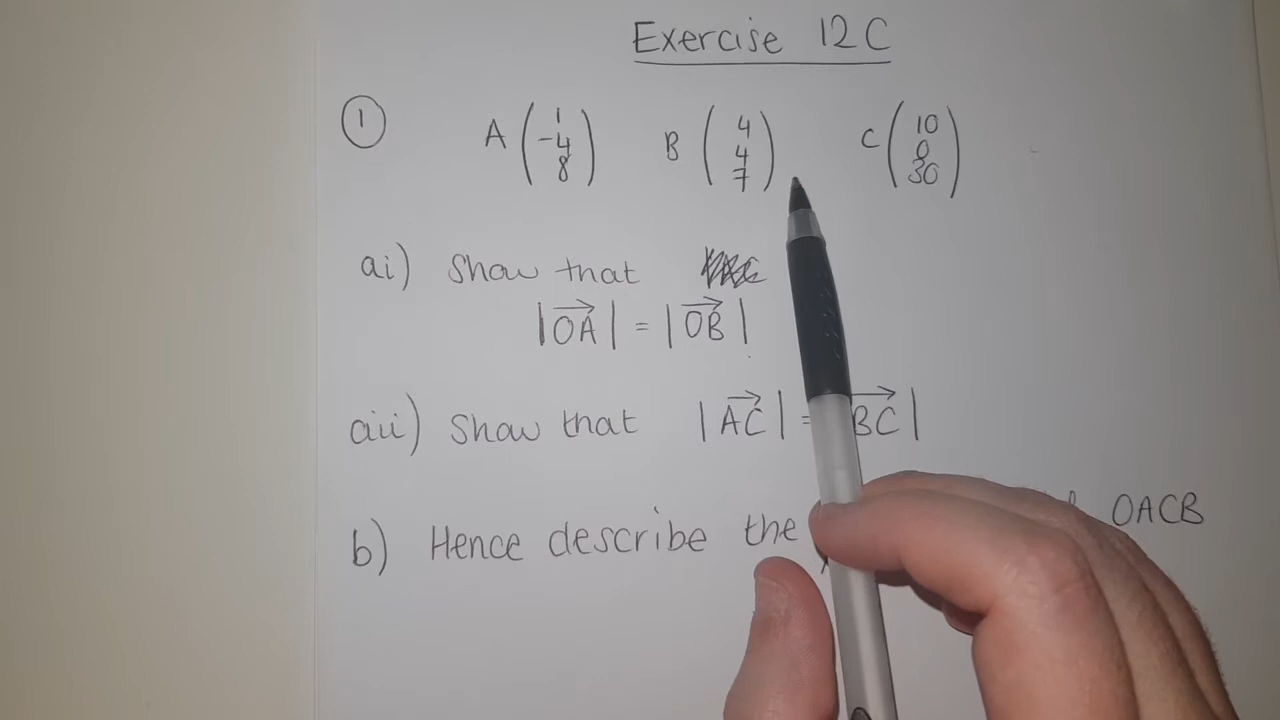 Exercise 12C
① A (1 -4 8) B (4 4 7) C (10 0 30)
ai) Show that
|OA| = |OB|
aii) Show that |AC| = BC|
b) Hence describe the OACB